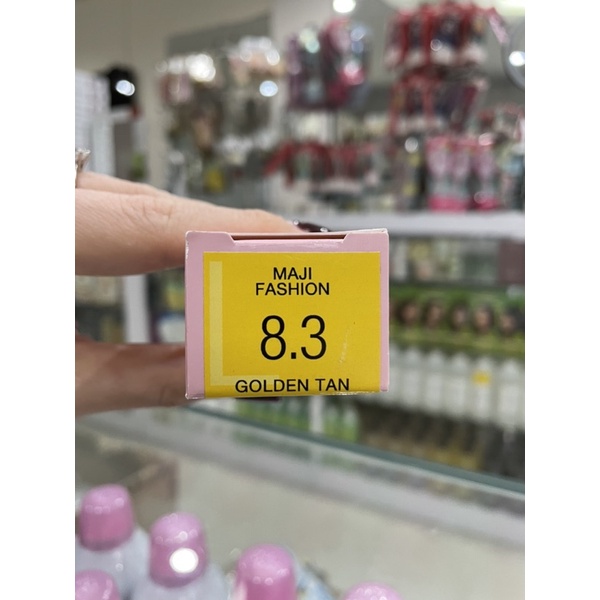 MAJI
FASHION
8.3
GOLDEN TAN